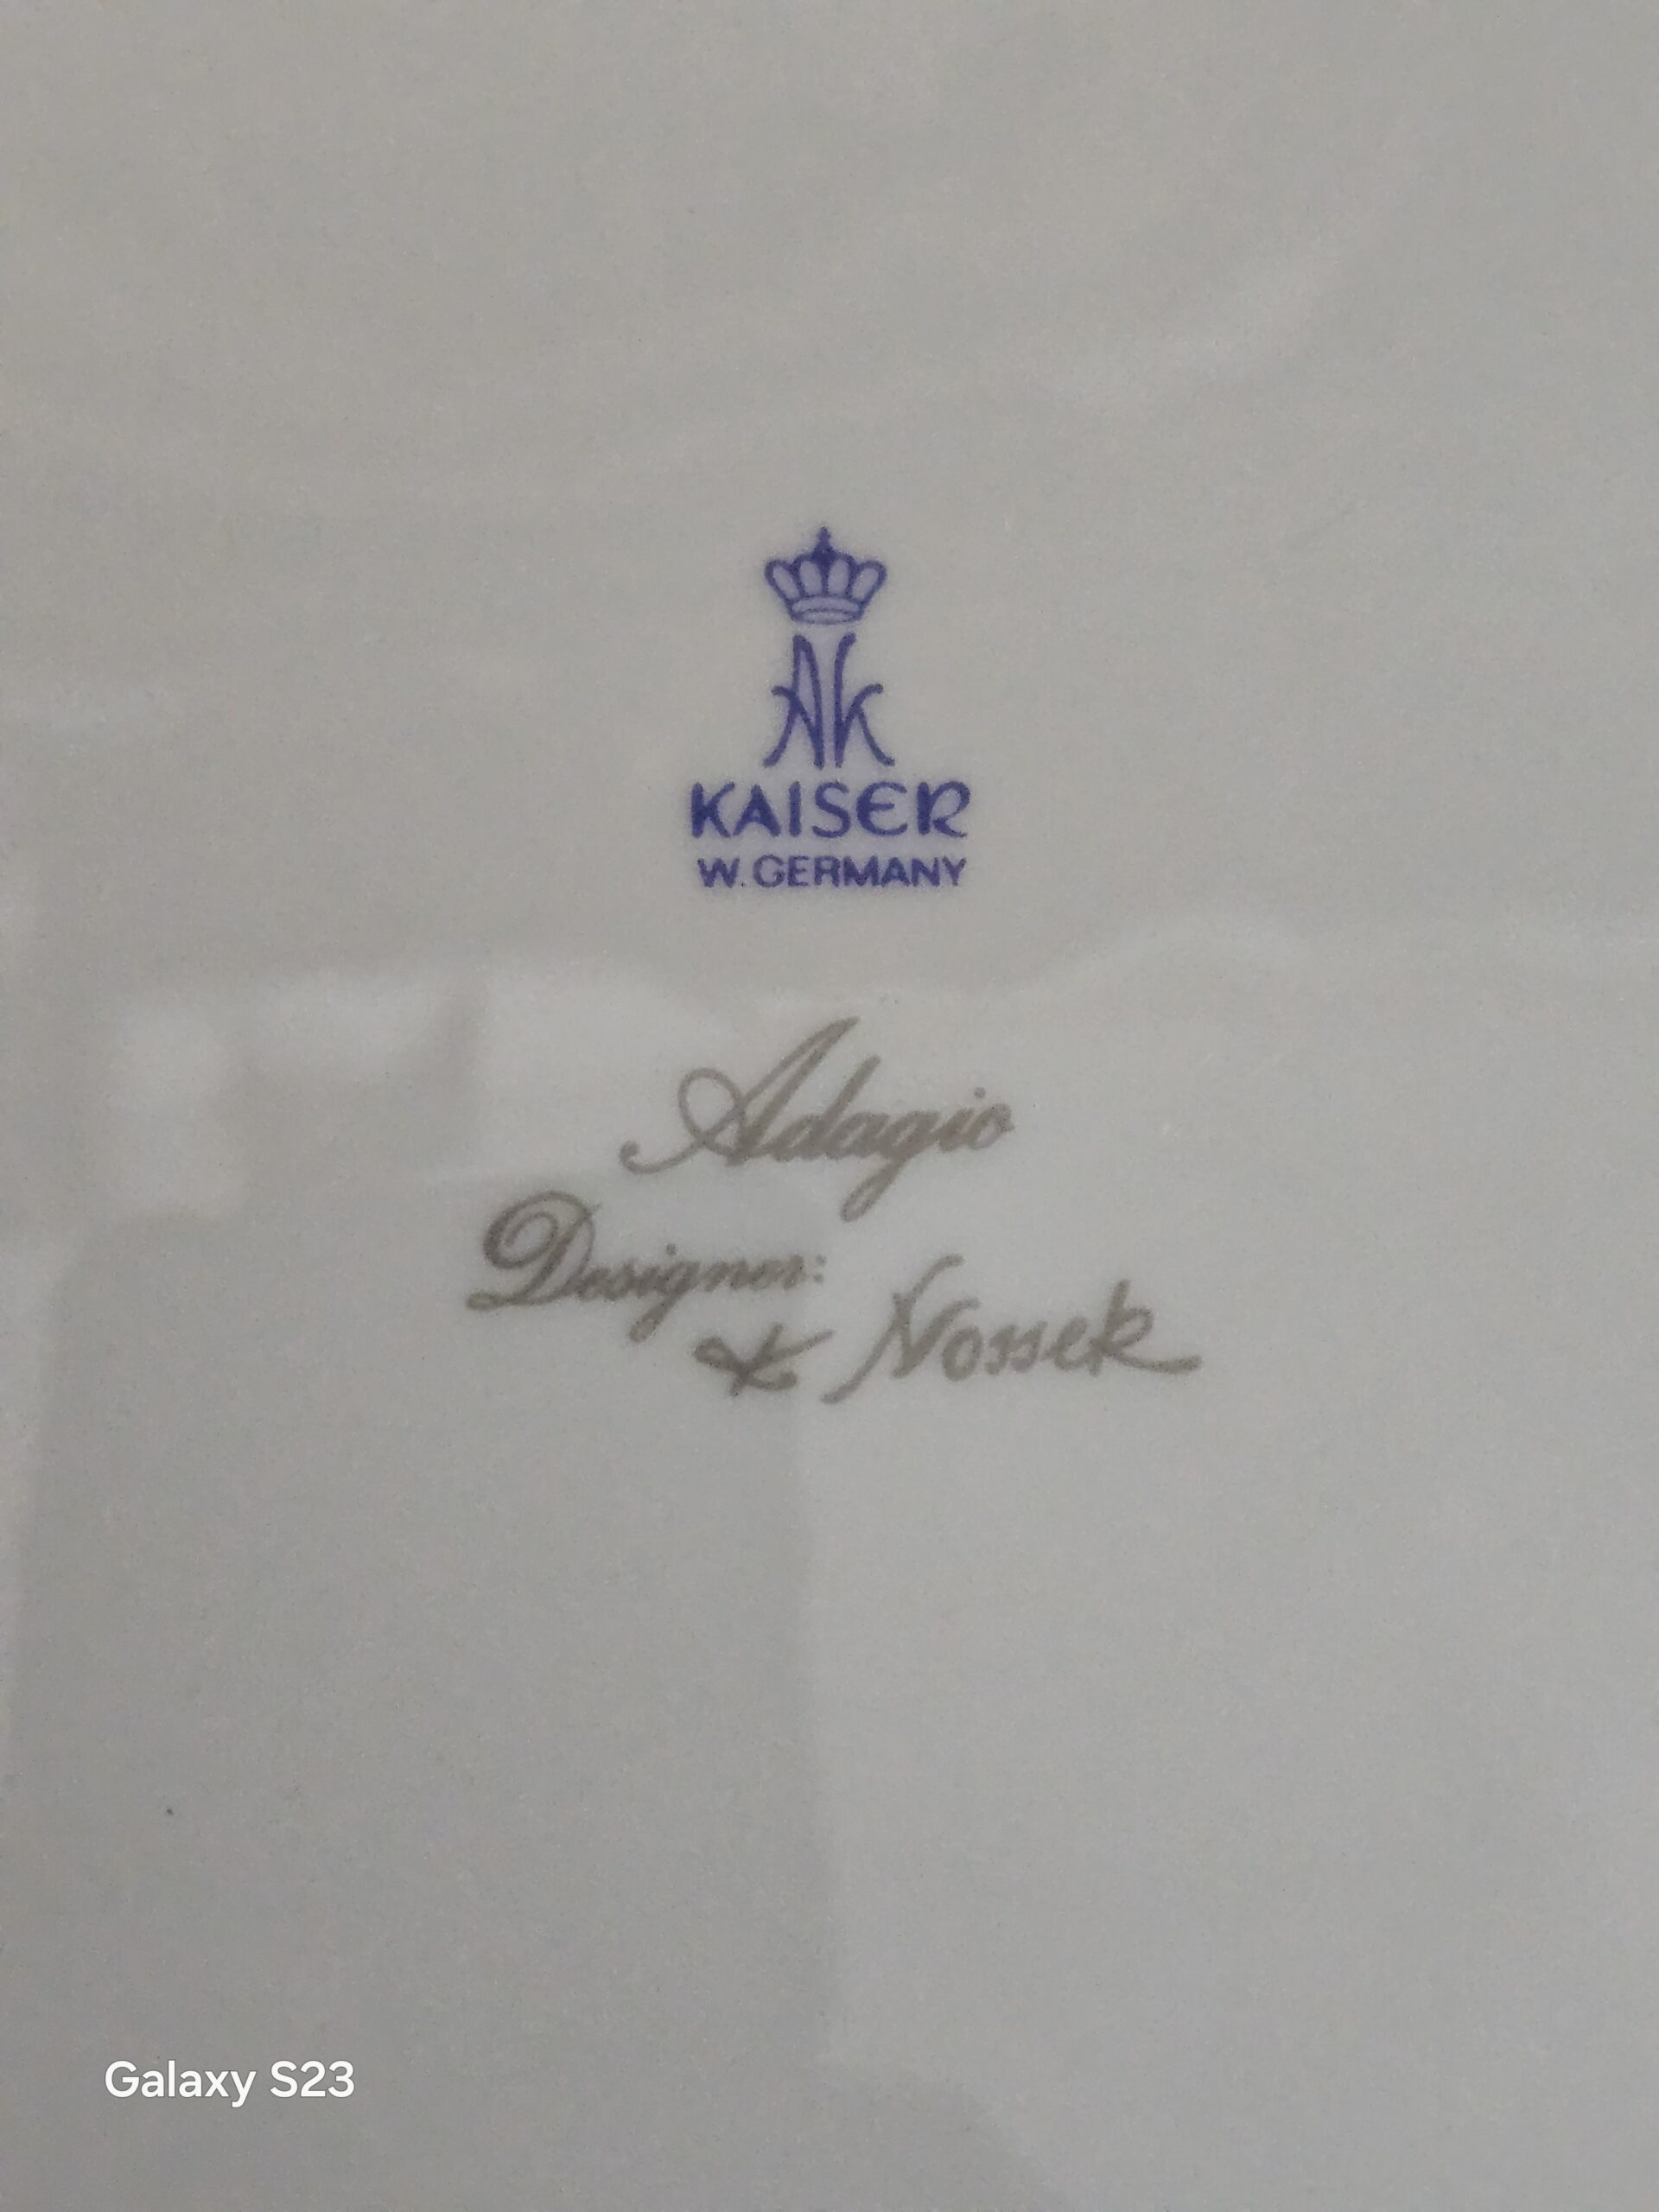 AK
KAISER
W. GERMANY
Adagio
Designer:
K Nossek
Galaxy S23